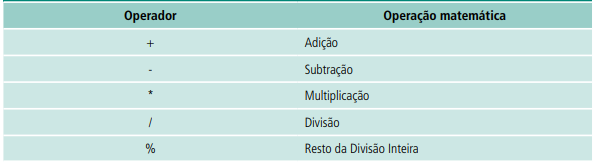 Operador Operação matemática
+ Adição
- Subtração
* Multiplicação
/ Divisão
% Resto da Divisão Inteira